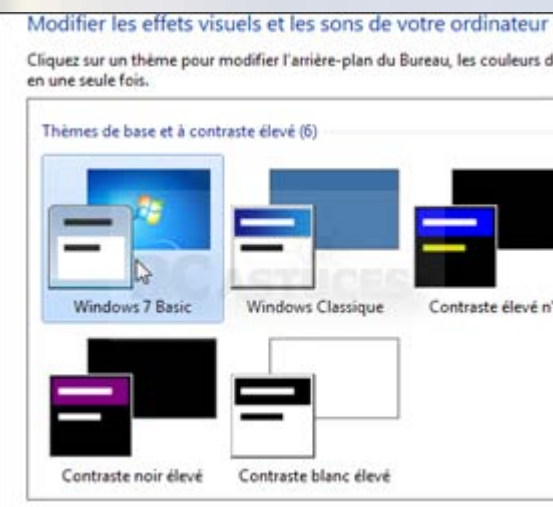 Modifier les effets visuels et les sons de votre ordinateur
Cliquez sur un thème pour modifier l'arrière-plan du Bureau, les couleurs d
en une seule fois.
Thèmes de base et à contraste élevé (6)
PC ASTUCES
Windows 7 Basic
Windows Classique
Contraste élevé n°
Contraste noir élevé
Contraste blanc élevé